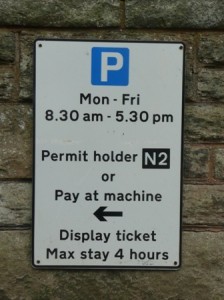 P
Mon - Fri
8.30 am - 5.30 pm
Permit holder N2
or
Pay at machine
Display ticket
Max stay 4 hours